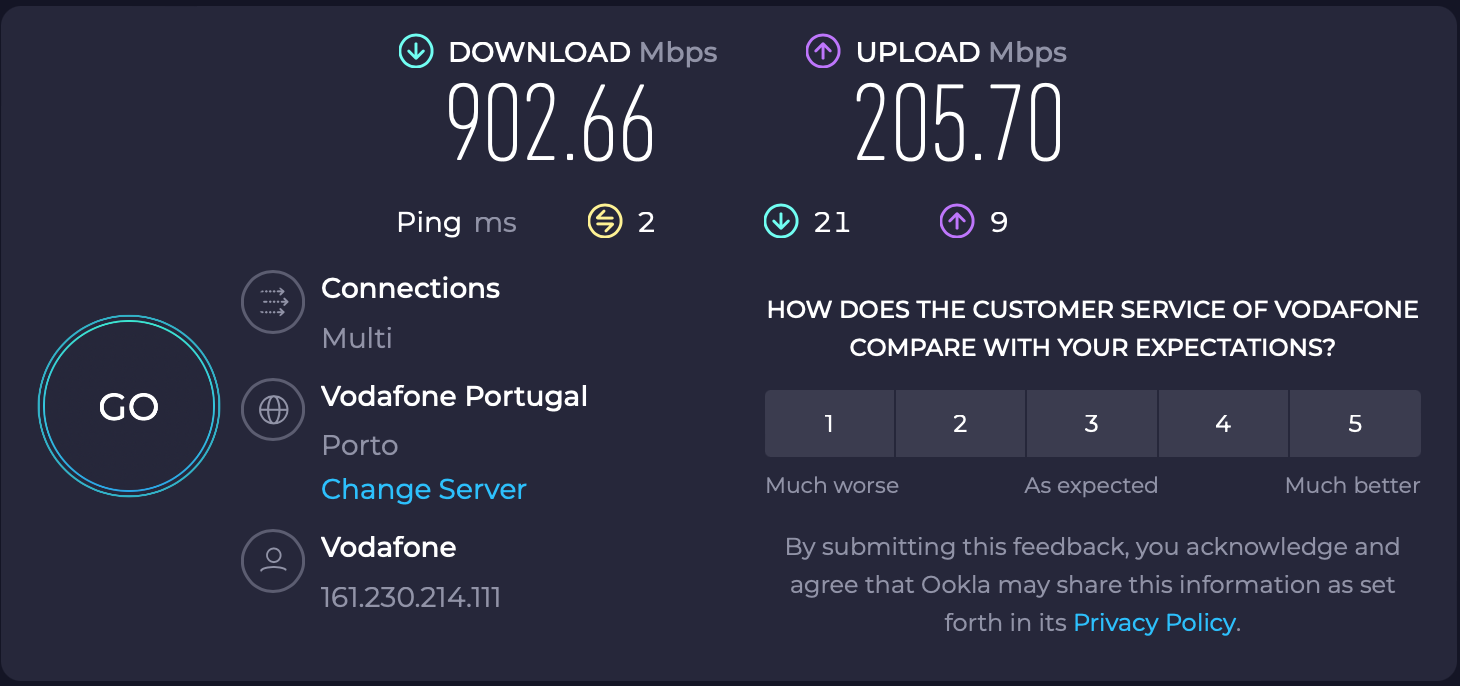 DOWNLOAD Mbps
902.66
UPLOAD Mbps
205.70
Ping ms 2 21 9
GO
Connections
Multi
Vodafone Portugal
Porto
Change Server
Vodafone
161.230.214.111
HOW DOES THE CUSTOMER SERVICE OF VODAFONE
COMPARE WITH YOUR EXPECTATIONS?
1 2 3 4 5
Much worse As expected Much better
By submitting this feedback, you acknowledge and
agree that Ookla may share this information as set
forth in its Privacy Policy.